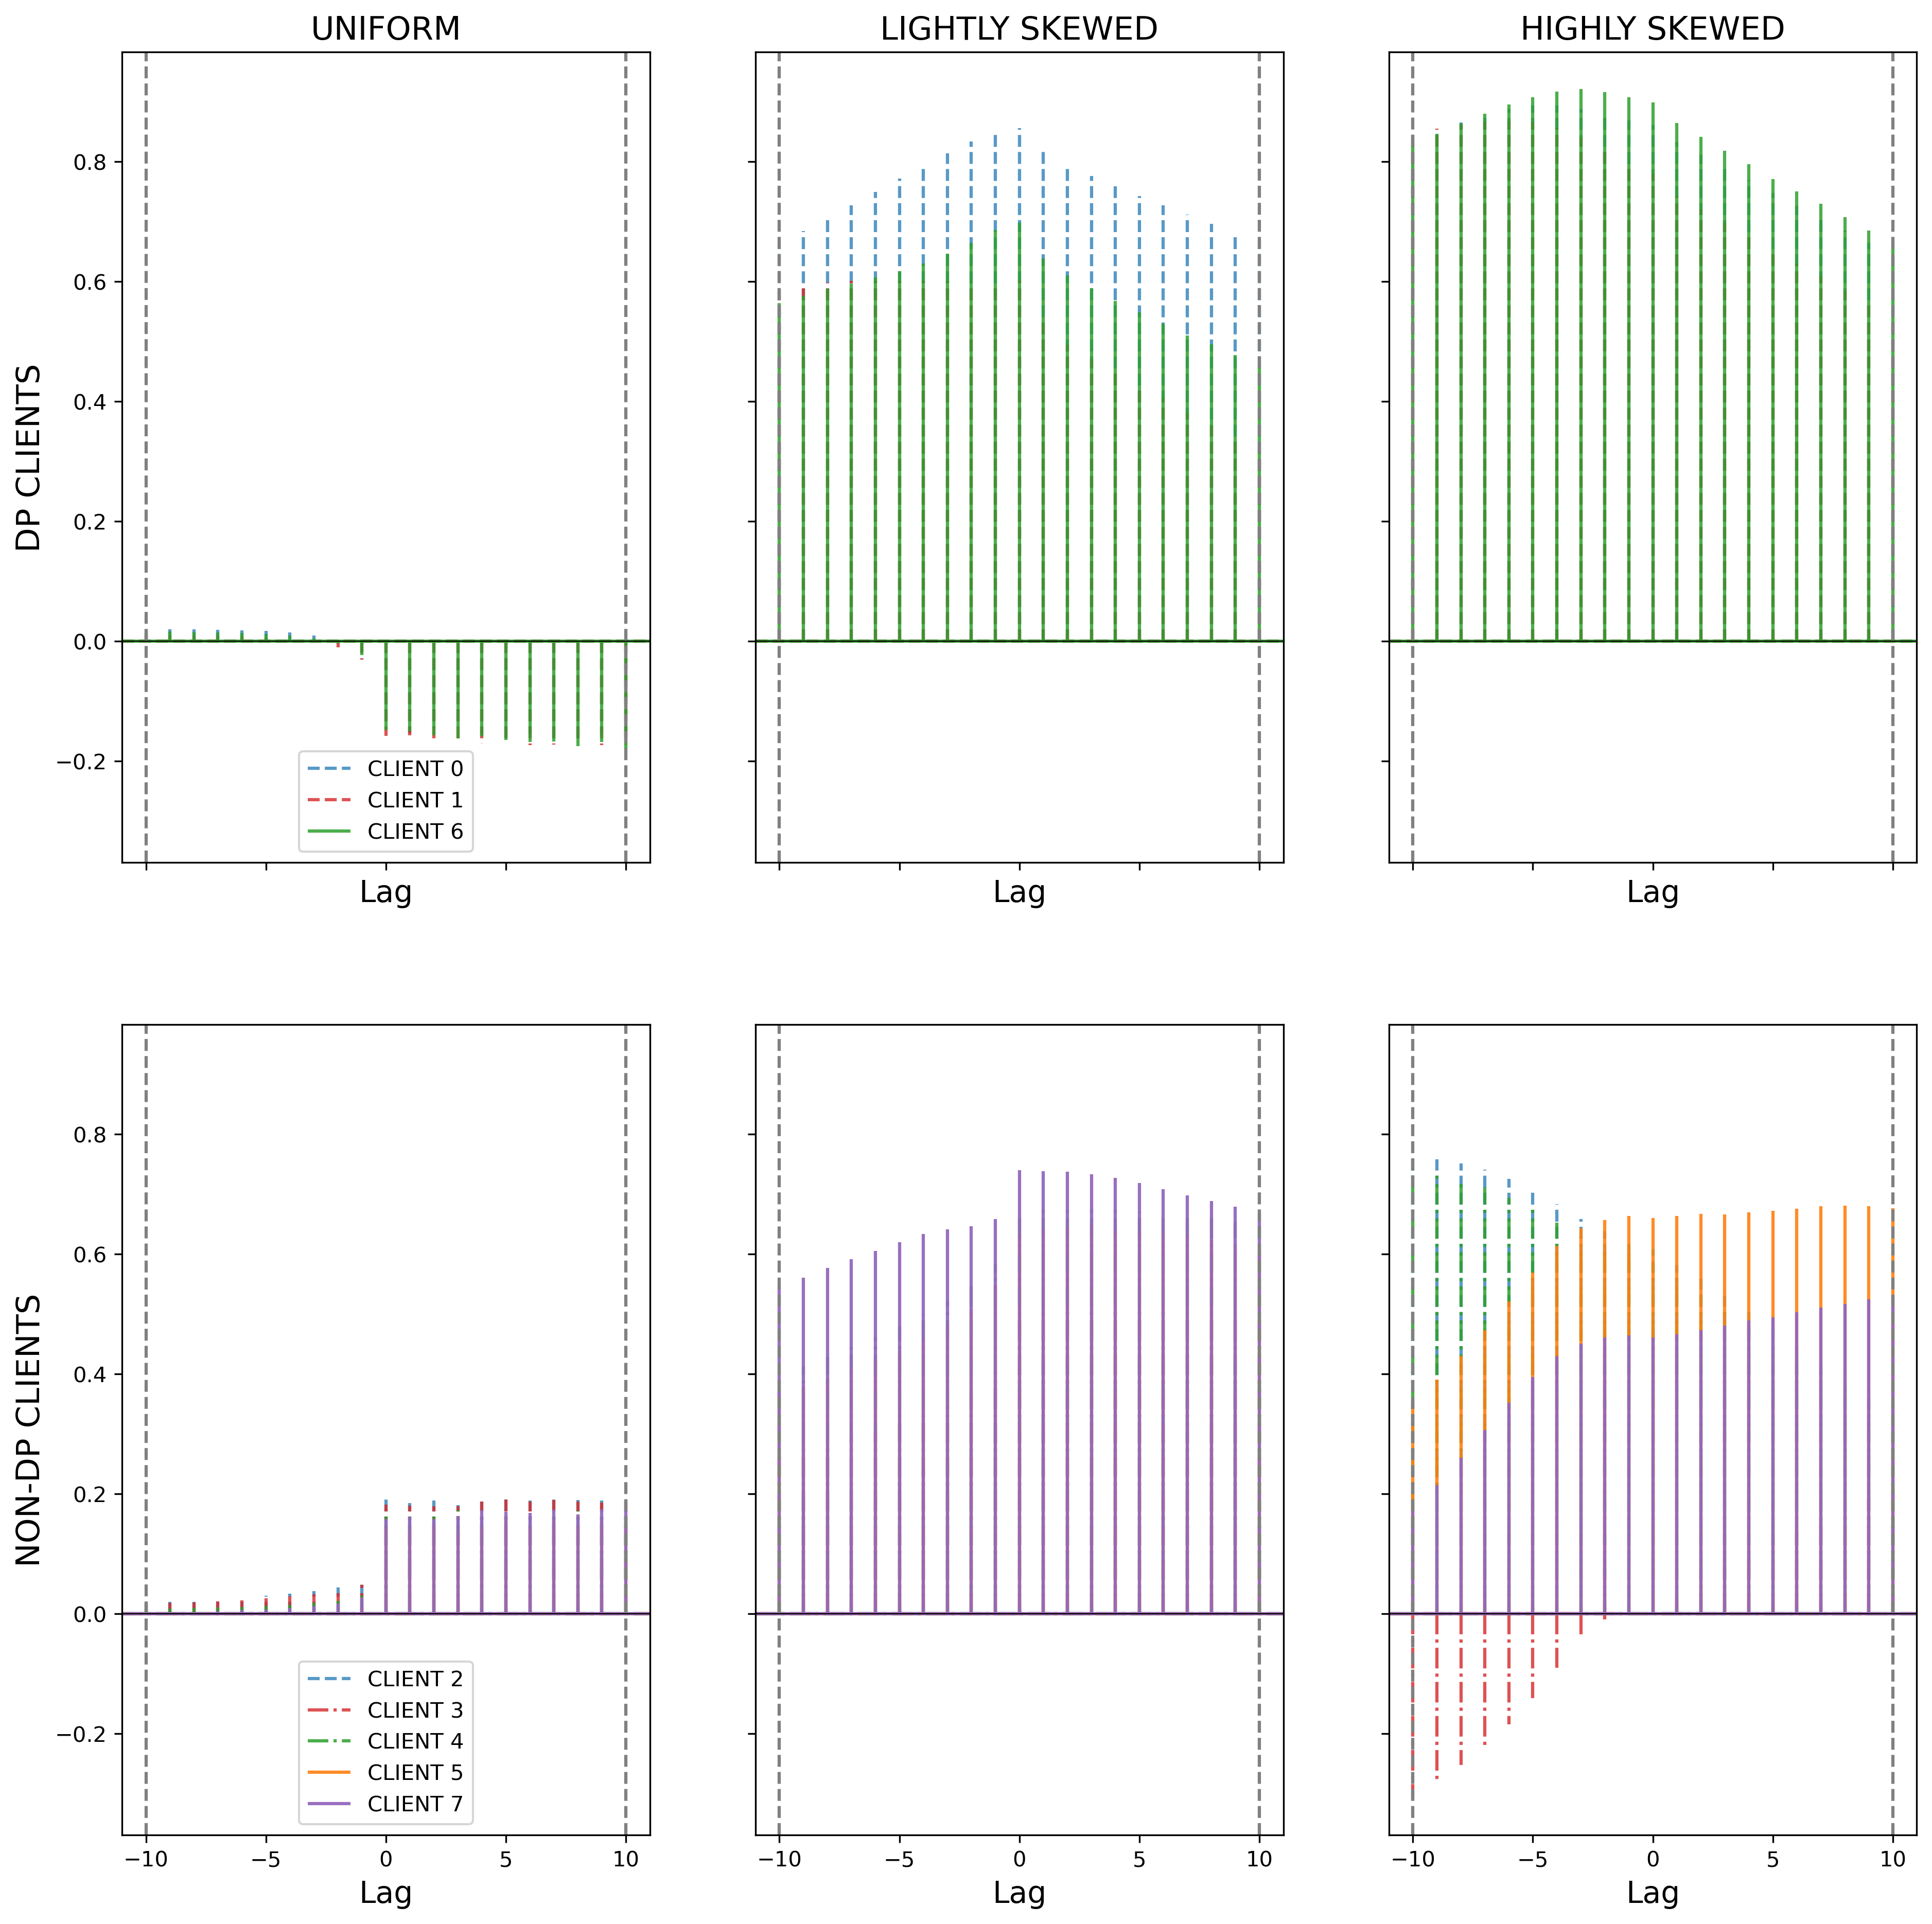 UNIFORM
LIGHTLY SKEWED
HIGHLY SKEWED
DP CLIENTS
0.8
0.6
0.4
0.2
0.0
−0.2
CLIENT 0
CLIENT 1
CLIENT 6
Lag
Lag
Lag
NON-DP CLIENTS
0.8
0.6
0.4
0.2
0.0
−0.2
CLIENT 2
CLIENT 3
CLIENT 4
CLIENT 5
CLIENT 7
−10 −5 0 5 10
−10 −5 0 5 10
−10 −5 0 5 10
Lag
Lag
Lag